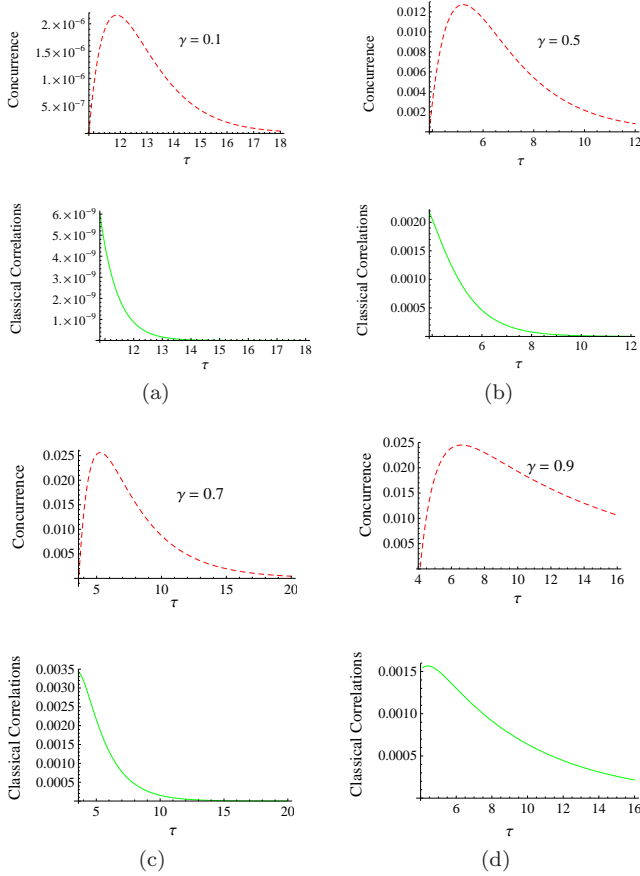 Concurrence
2.×10⁻⁶
1.5×10⁻⁶
1.×10⁻⁶
5.×10⁻⁷
γ = 0.1
12 13 14 15 16 17 18
τ
Concurrence
0.012
0.010
0.008
0.006
0.004
0.002
γ = 0.5
6 8 10 12
τ
Classical Correlations
6.×10⁻⁹
5.×10⁻⁹
4.×10⁻⁹
3.×10⁻⁹
2.×10⁻⁹
1.×10⁻⁹
11 12 13 14 15 16 17 18
τ
(a)
Classical Correlations
0.0020
0.0015
0.0010
0.0005
6 8 10 12
τ
(b)
Concurrence
0.025
0.020
0.015
0.010
0.005
γ = 0.7
5 10 15 20
τ
Concurrence
0.025
0.020
0.015
0.010
0.005
0.000
γ = 0.9
4 6 8 10 12 14 16
τ
Classical Correlations
0.0035
0.0030
0.0025
0.0020
0.0015
0.0010
0.0005
5 10 15 20
τ
(c)
Classical Correlations
0.0015
0.0010
0.0005
6 8 10 12 14 16
τ
(d)